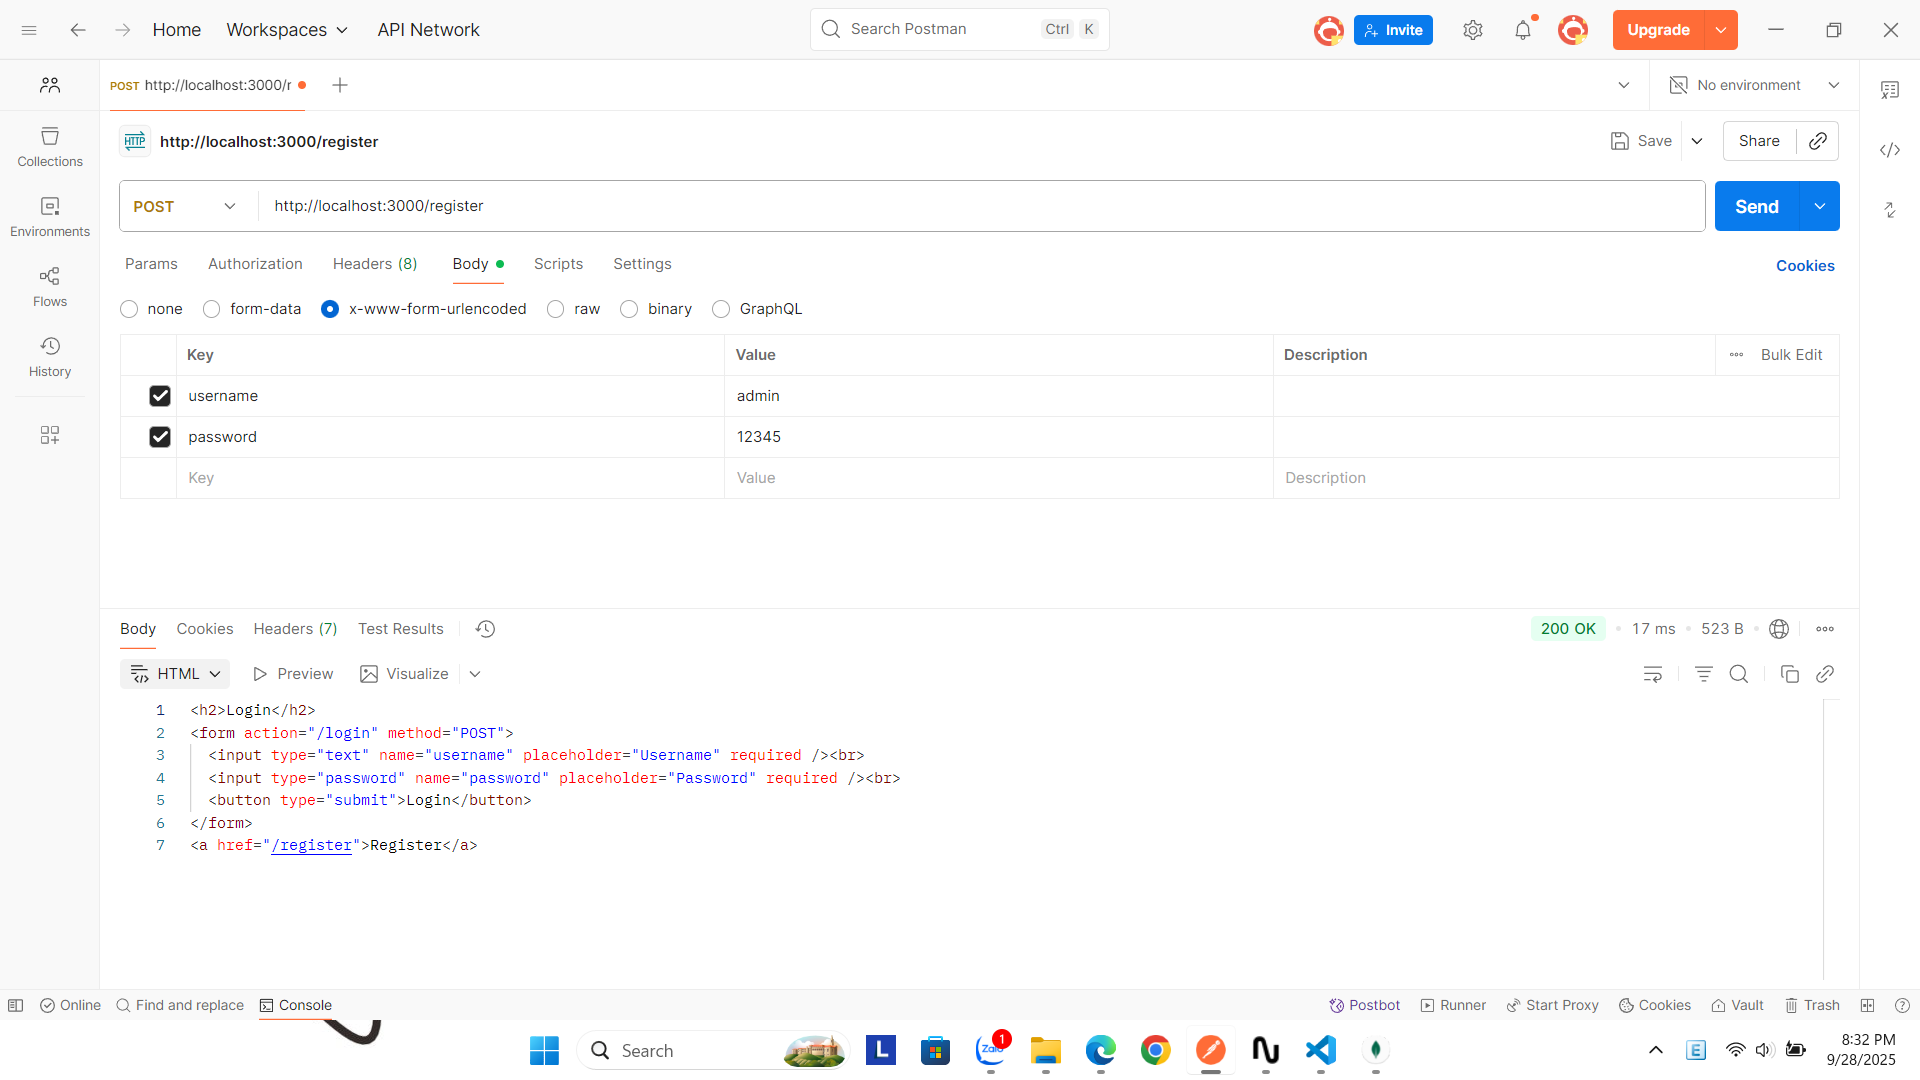 Home Workspaces API Network Search Postman Ctrl K Invite Upgrade
POST http://localhost:3000/r No environment
HTTP http://localhost:3000/register Save Share
Collections
POST http://localhost:3000/register Send
Environments
Params Authorization Headers (8) Body Scripts Settings Cookies
Flows
none form-data x-www-form-urlencoded raw binary GraphQL
History
Key Value Description Bulk Edit
username admin
password 12345
Key Value Description
Body Cookies Headers (7) Test Results 200 OK 17 ms 523 B
HTML Preview Visualize
1 <h2>Login</h2>
2 <form action="/login" method="POST">
3 <input type="text" name="username" placeholder="Username" required /><br>
4 <input type="password" name="password" placeholder="Password" required /><br>
5 <button type="submit">Login</button>
6 </form>
7 <a href="/register">Register</a>
Online Find and replace Console Postbot Runner Start Proxy Cookies Vault Trash
Search L Zalo 1 E 8:32 PM
9/28/2025